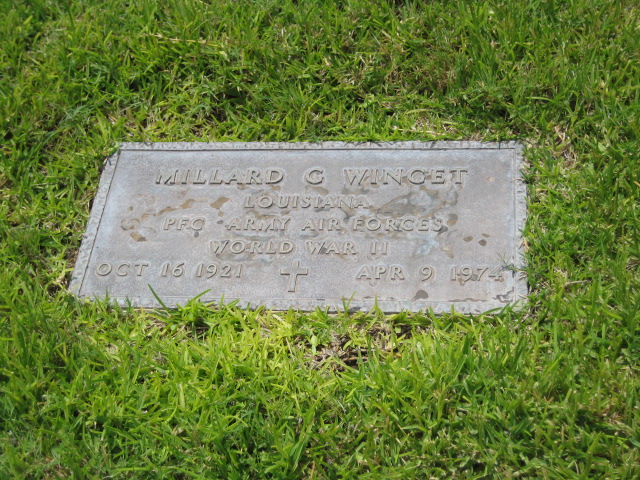 MILLARD G WINGET
LOUISIANA
PFC ARMY AIR FORCES
WORLD WAR II
OCT 16 1921 APR 9 1974